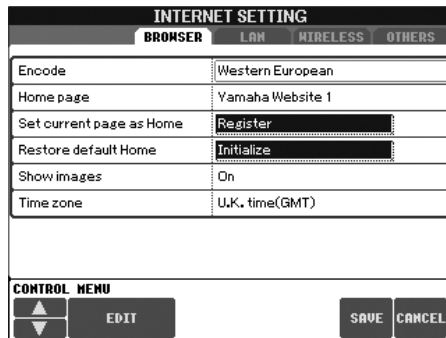 INTERNET SETTING
BROWSER LAN WIRELESS OTHERS
Encode Western European
Home page Yamaha Website 1
Set current page as Home Register
Restore default Home Initialize
Show images On
Time zone U.K. time(GMT)
CONTROL MENU
EDIT SAVE CANCEL